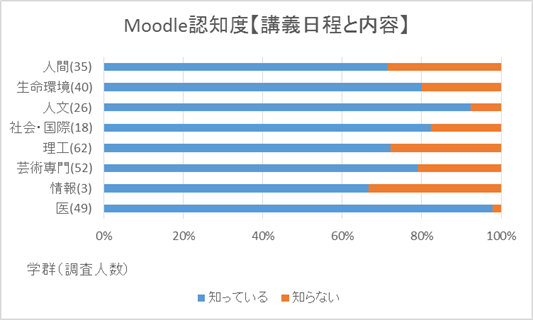 Moodle認知度【講義日程と内容】
人間(35)
生命環境(40)
人文(26)
社会・国際(18)
理工(62)
芸術専門(52)
情報(3)
医(49)
0% 20% 40% 60% 80% 100%
学群（調査人数）
知っている 知らない